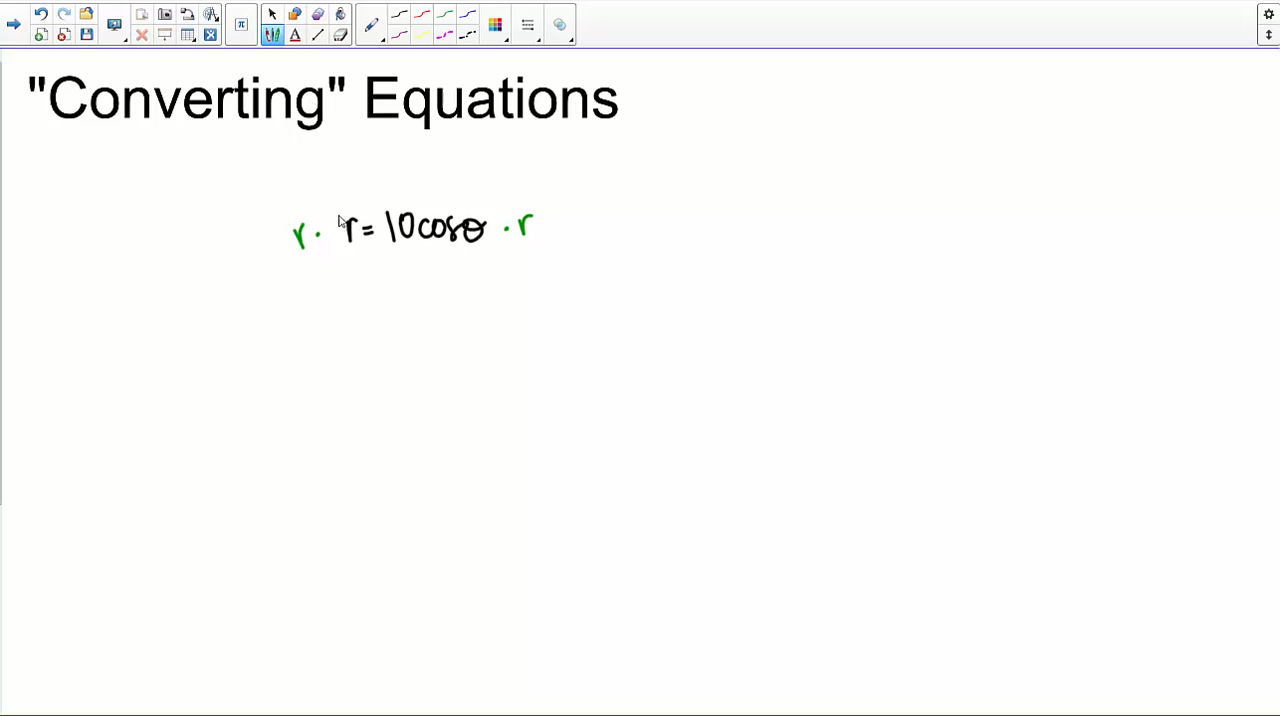 "Converting" Equations
r · r = 10cosθ · r